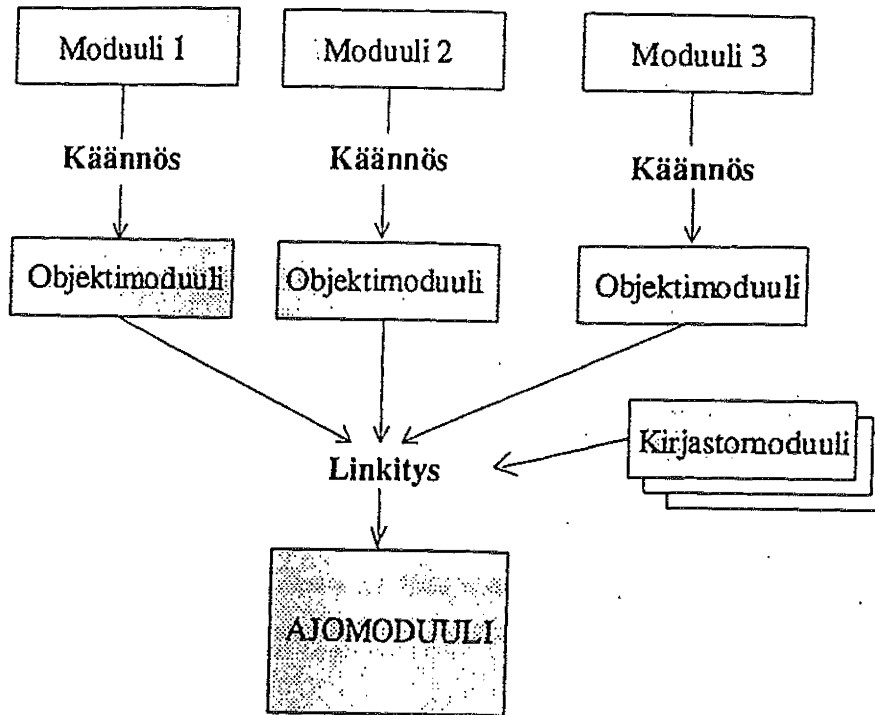 Moduuli 1
Moduuli 2
Moduuli 3
Käännös
Käännös
Käännös
Objektimoduuli
Objektimoduuli
Objektimoduuli
Kirjastomoduuli
Linkitys
AJOMODUULI